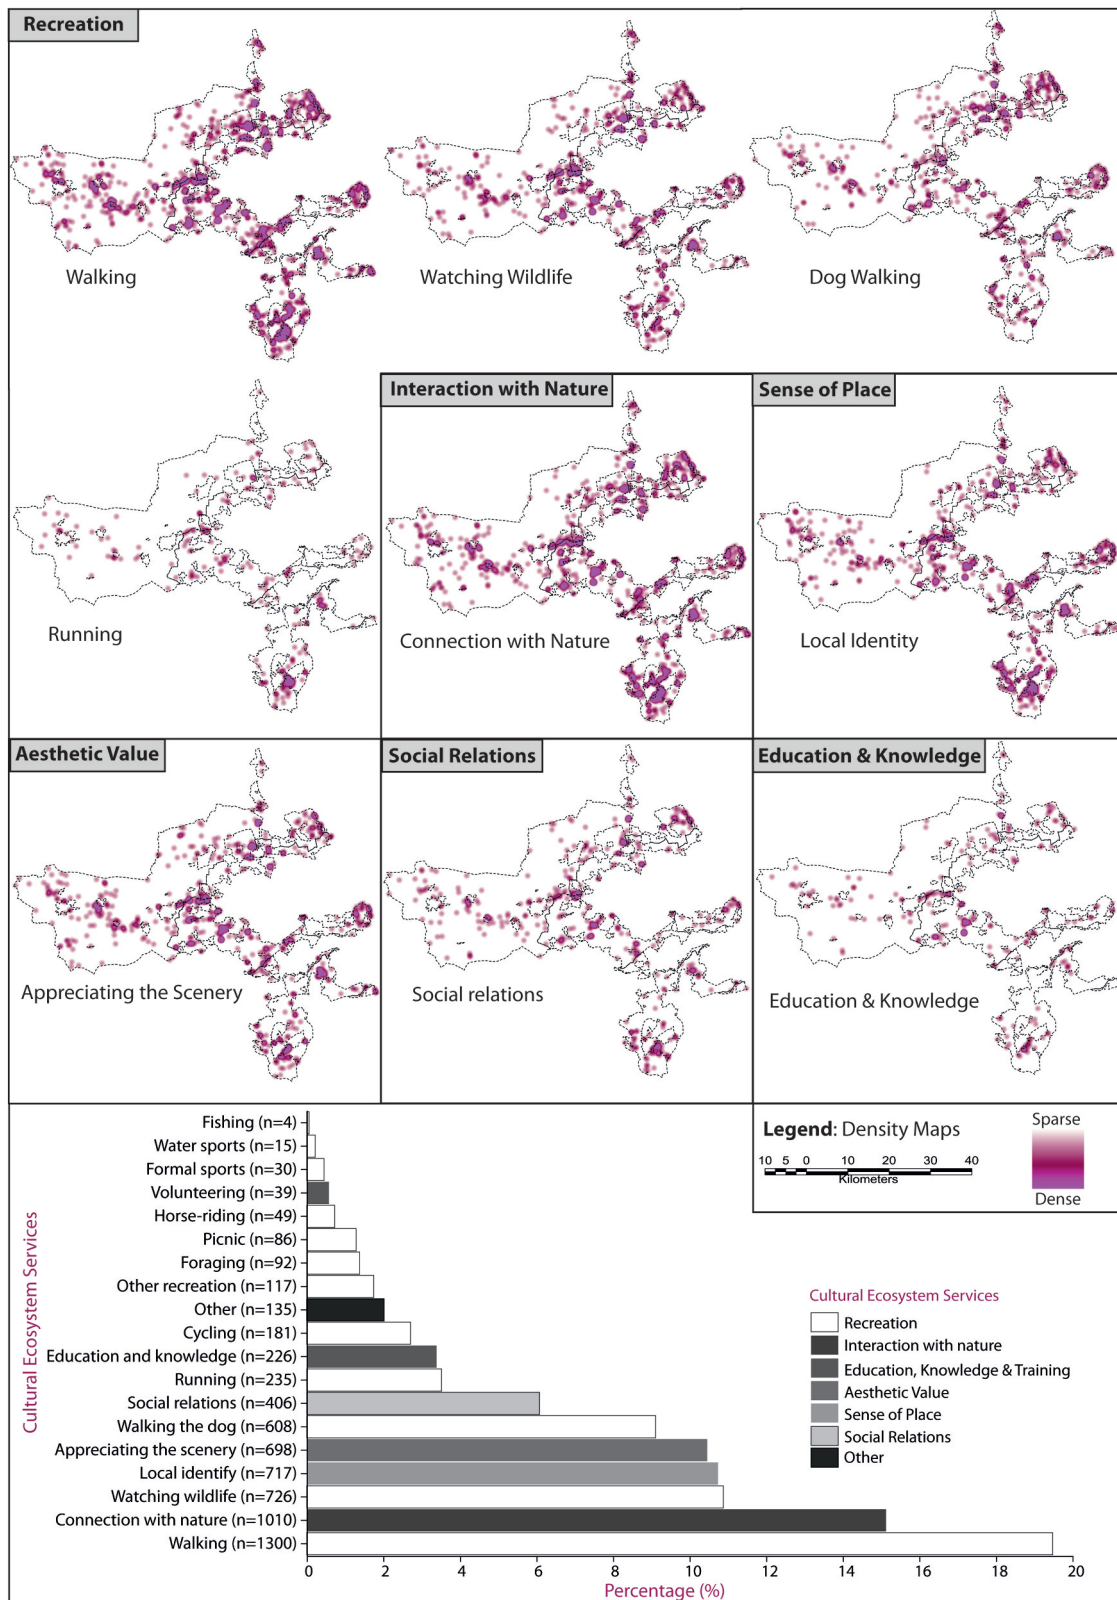 Recreation
Walking
Watching Wildlife
Dog Walking
Interaction with Nature
Sense of Place
Running
Connection with Nature
Local Identity
Aesthetic Value
Social Relations
Education & Knowledge
Appreciating the Scenery
Social relations
Education & Knowledge
Legend: Density Maps
10 5 0 10 20 30 40
Kilometers
Sparse
Dense
Cultural Ecosystem Services
Fishing (n=4)
Water sports (n=15)
Formal sports (n=30)
Volunteering (n=39)
Horse-riding (n=49)
Picnic (n=86)
Foraging (n=92)
Other recreation (n=117)
Other (n=135)
Cycling (n=181)
Education and knowledge (n=226)
Running (n=235)
Social relations (n=406)
Walking the dog (n=608)
Appreciating the scenery (n=698)
Local identify (n=717)
Watching wildlife (n=726)
Connection with nature (n=1010)
Walking (n=1300)
0 2 4 6 8 10 12 14 16 18 20
Percentage (%)
Cultural Ecosystem Services
Recreation
Interaction with nature
Education, Knowledge & Training
Aesthetic Value
Sense of Place
Social Relations
Other